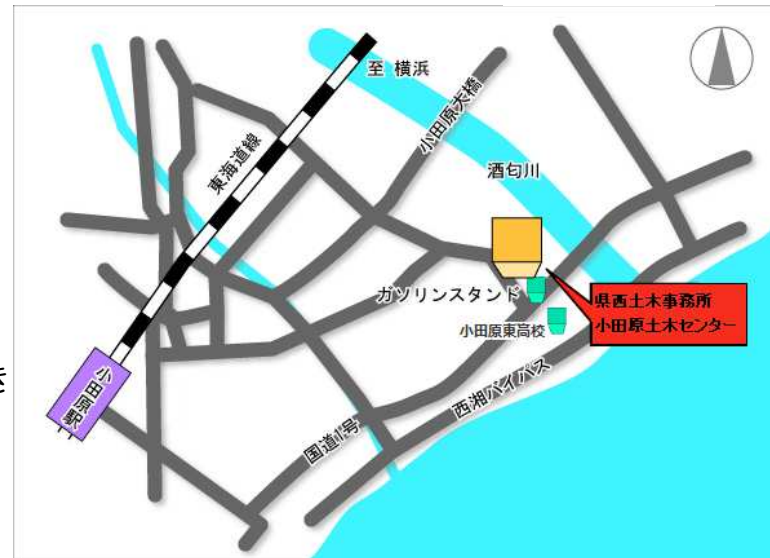 至 横浜
小田原大橋
東海道線
酒匂川
ガソリンスタンド
県西土木事務所
小田原土木センター
小田原東高校
小田原駅
西湘バイパス
国道1号